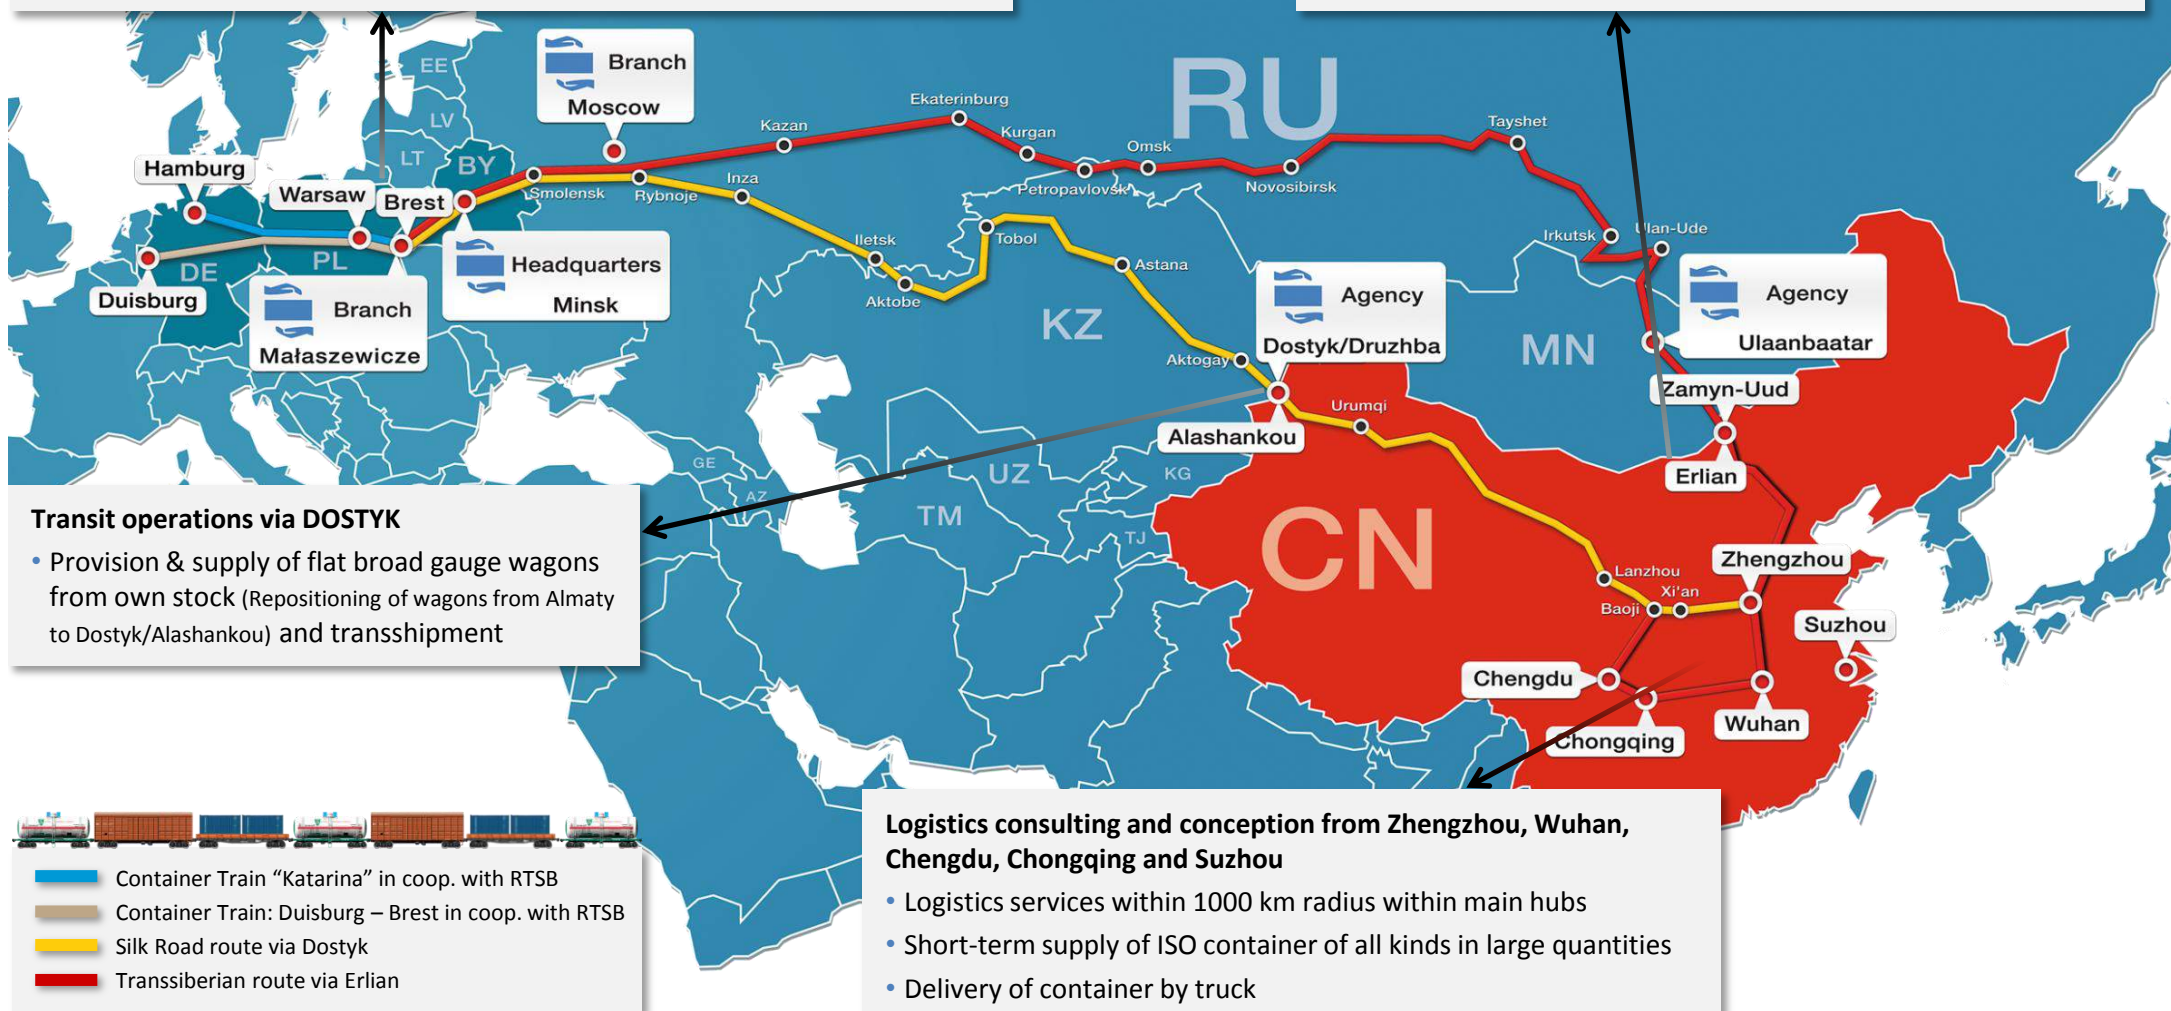 RU
EE
LV
LT
BY
DE
PL
KZ
MN
CN
GE
AZ
UZ
TM
KG
TJ
Branch
Moscow
Hamburg
Warsaw
Brest
Duisburg
Branch
Małaszewicze
Headquarters
Minsk
Smolensk
Rybnoje
Kazan
Ekaterinburg
Kurgan
Petropavlovsk
Omsk
Novosibirsk
Tayshet
Irkutsk
Ulan-Ude
Inza
Iletsk
Aktobe
Tobol
Astana
Aktogay
Agency
Dostyk/Druzhba
Alashankou
Agency
Ulaanbaatar
Zamyn-Uud
Erlian
Urumqi
Lanzhou
Baoji
Xi'an
Zhengzhou
Suzhou
Chengdu
Chongqing
Wuhan
Transit operations via DOSTYK
• Provision & supply of flat broad gauge wagons
from own stock (Repositioning of wagons from Almaty
to Dostyk/Alashankou) and transshipment
Container Train “Katarina” in coop. with RTSB
Container Train: Duisburg – Brest in coop. with RTSB
Silk Road route via Dostyk
Transsiberian route via Erlian
Logistics consulting and conception from Zhengzhou, Wuhan,
Chengdu, Chongqing and Suzhou
• Logistics services within 1000 km radius within main hubs
• Short-term supply of ISO container of all kinds in large quantities
• Delivery of container by truck